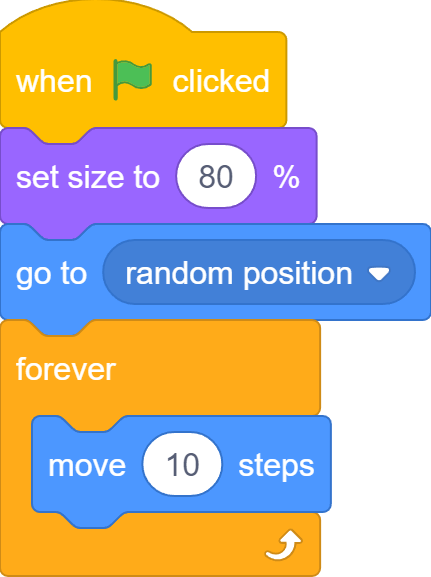 when clicked
set size to 80 %
go to random position
forever
move 10 steps